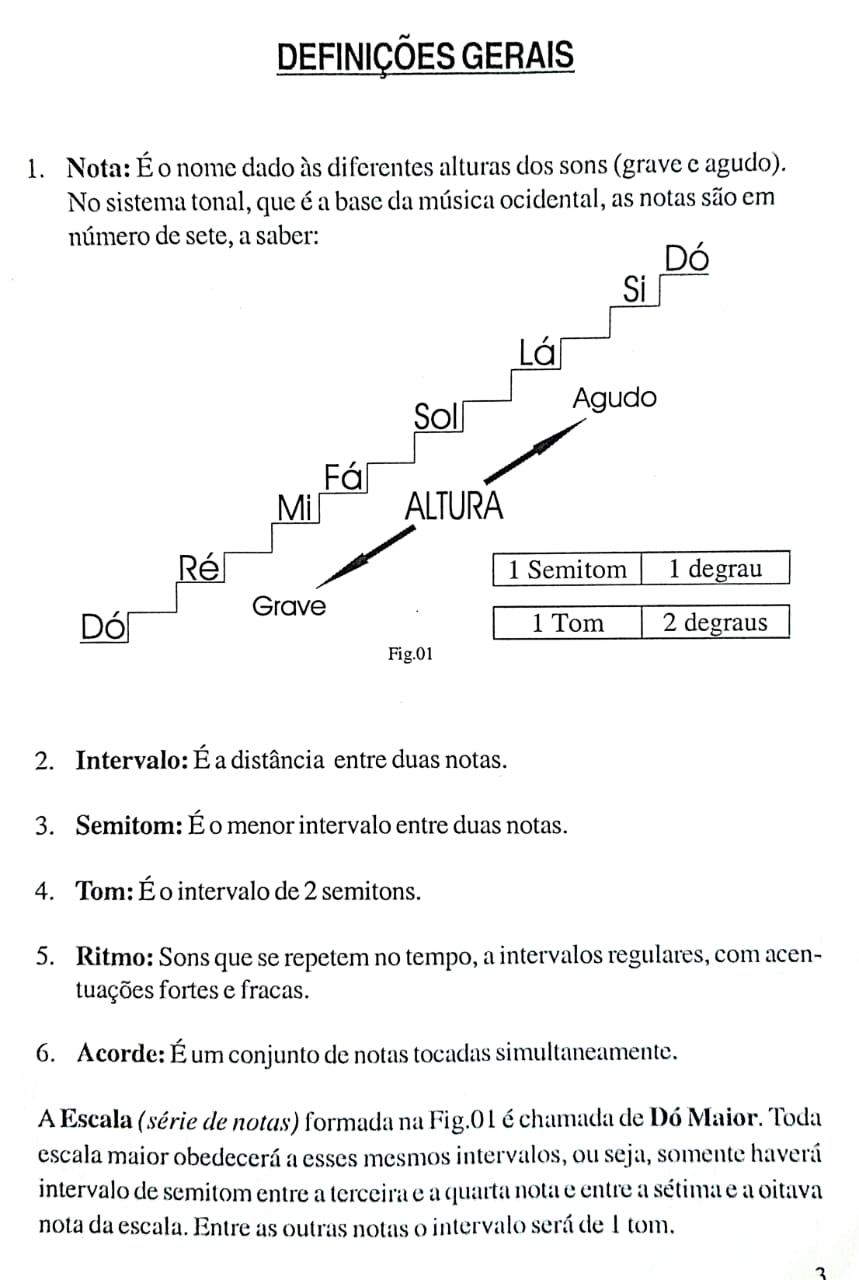 DEFINIÇÕES GERAIS
1. Nota: É o nome dado às diferentes alturas dos sons (grave e agudo).
No sistema tonal, que é a base da música ocidental, as notas são em
número de sete, a saber:
Dó
Si
Lá
Agudo
Sol
Fá
Mi
ALTURA
Ré
1 Semitom 1 degrau
Grave
Dó
1 Tom 2 degraus
Fig.01
2. Intervalo: É a distância entre duas notas.
3. Semitom: É o menor intervalo entre duas notas.
4. Tom: É o intervalo de 2 semitons.
5. Ritmo: Sons que se repetem no tempo, a intervalos regulares, com acen-
tuações fortes e fracas.
6. Acorde: É um conjunto de notas tocadas simultaneamente.
A Escala (série de notas) formada na Fig.01 é chamada de Dó Maior. Toda
escala maior obedecerá a esses mesmos intervalos, ou seja, somente haverá
intervalo de semitom entre a terceira e a quarta nota e entre a sétima e a oitava
nota da escala. Entre as outras notas o intervalo será de 1 tom.
3